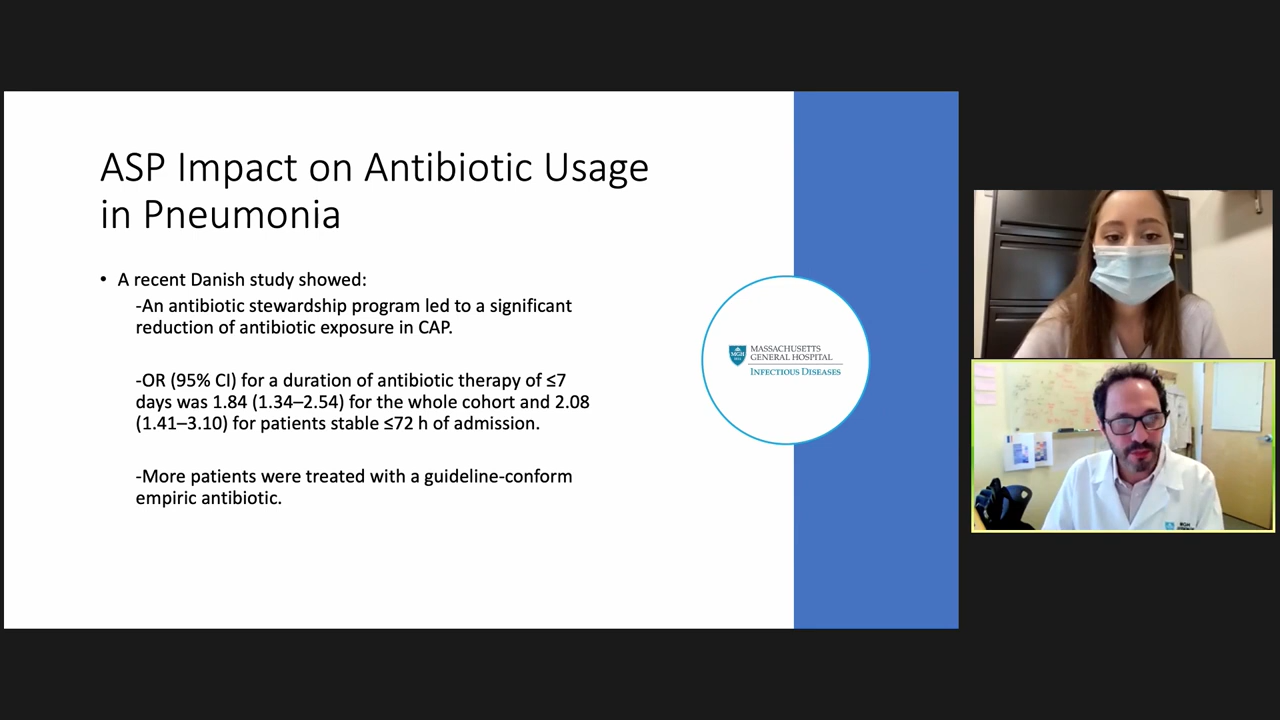 ASP Impact on Antibiotic Usage
in Pneumonia
• A recent Danish study showed:
-An antibiotic stewardship program led to a significant
reduction of antibiotic exposure in CAP.
-OR (95% CI) for a duration of antibiotic therapy of ≤7
days was 1.84 (1.34–2.54) for the whole cohort and 2.08
(1.41–3.10) for patients stable ≤72 h of admission.
-More patients were treated with a guideline-conform
empiric antibiotic.
MGH
MASSACHUSETTS
GENERAL HOSPITAL
INFECTIOUS DISEASES
MGH